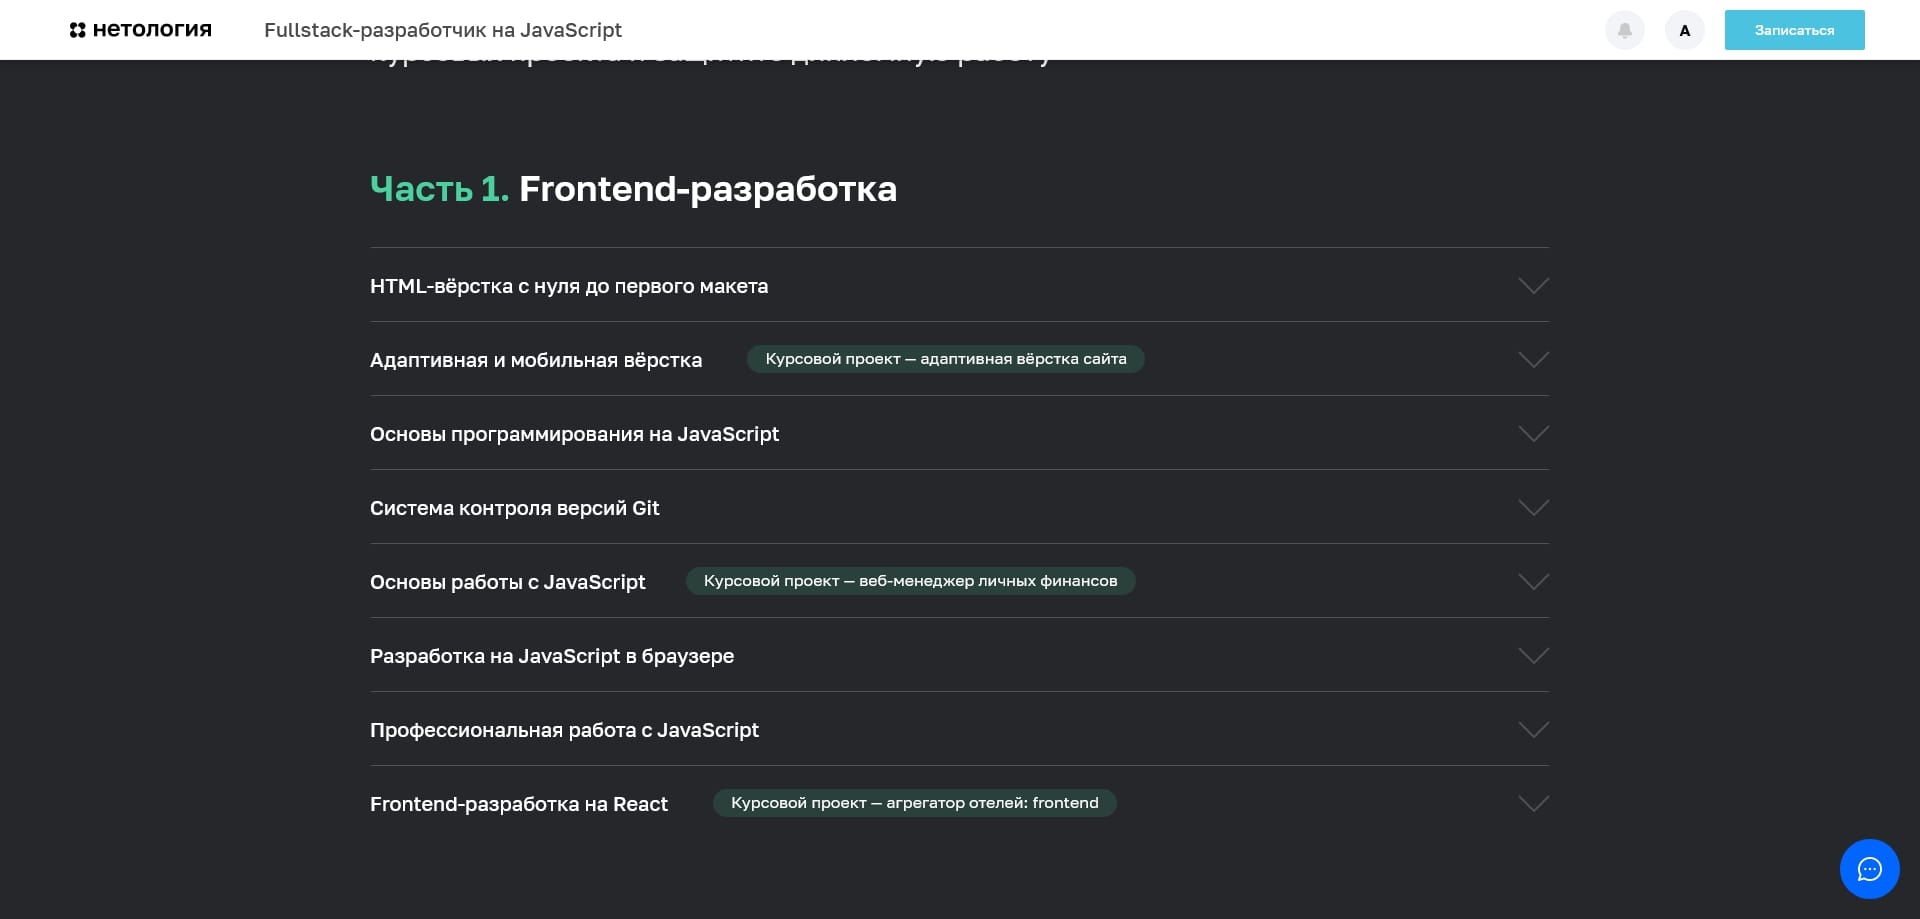 нетология
Fullstack-разработчик на JavaScript
А
Записаться
Часть 1. Frontend-разработка
HTML-вёрстка с нуля до первого макета
Адаптивная и мобильная вёрстка
Курсовой проект — адаптивная вёрстка сайта
Основы программирования на JavaScript
Система контроля версий Git
Основы работы с JavaScript
Курсовой проект — веб-менеджер личных финансов
Разработка на JavaScript в браузере
Профессиональная работа с JavaScript
Frontend-разработка на React
Курсовой проект — агрегатор отелей: frontend